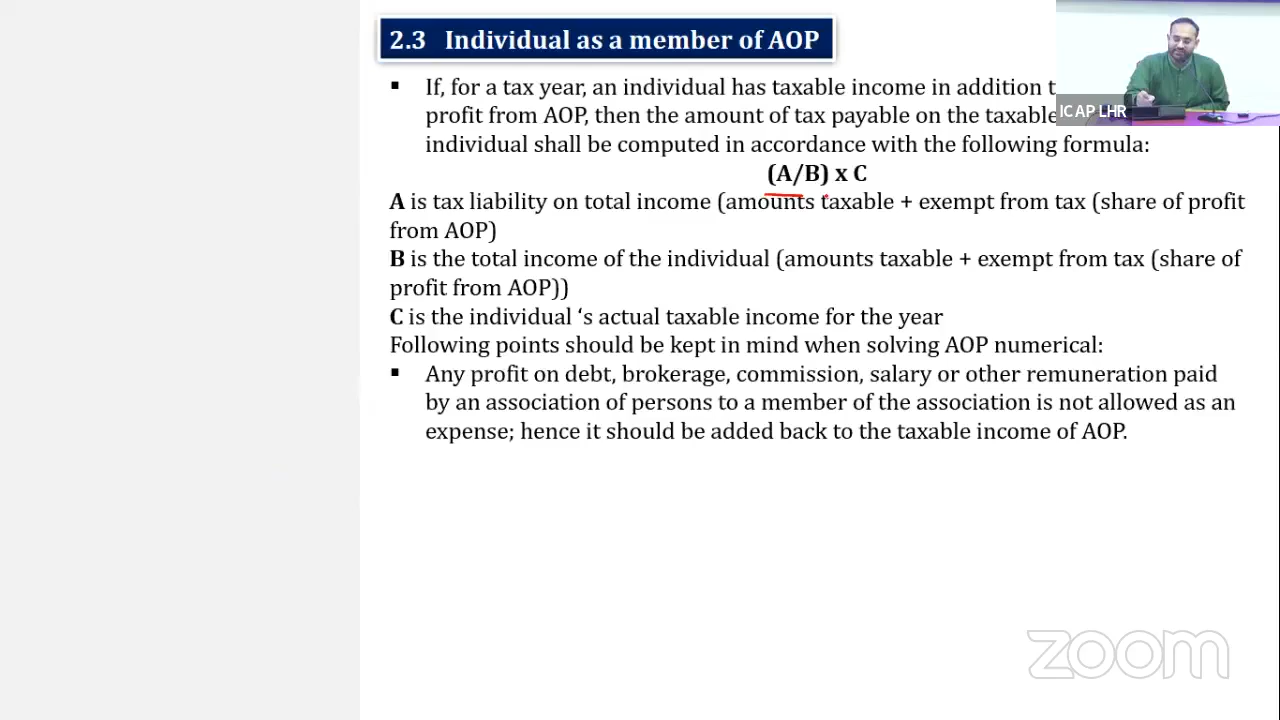 2.3 Individual as a member of AOP
▪ If, for a tax year, an individual has taxable income in addition
profit from AOP, then the amount of tax payable on the taxable
individual shall be computed in accordance with the following formula:
(A/B) x C
A is tax liability on total income (amounts taxable + exempt from tax (share of profit
from AOP)
B is the total income of the individual (amounts taxable + exempt from tax (share of
profit from AOP))
C is the individual ‘s actual taxable income for the year
Following points should be kept in mind when solving AOP numerical:
▪ Any profit on debt, brokerage, commission, salary or other remuneration paid
by an association of persons to a member of the association is not allowed as an
expense; hence it should be added back to the taxable income of AOP.
ICAP LHR
zoom